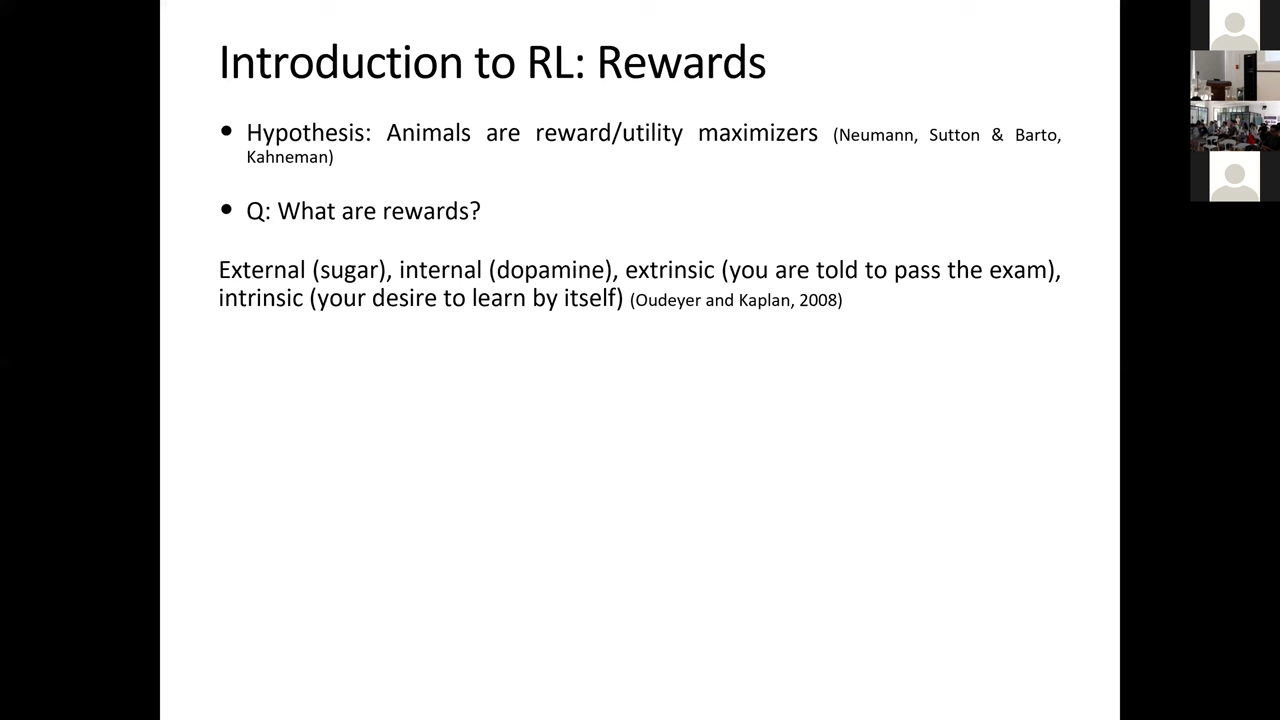 Introduction to RL: Rewards
• Hypothesis: Animals are reward/utility maximizers (Neumann, Sutton & Barto,
Kahneman)
• Q: What are rewards?
External (sugar), internal (dopamine), extrinsic (you are told to pass the exam),
intrinsic (your desire to learn by itself) (Oudeyer and Kaplan, 2008)